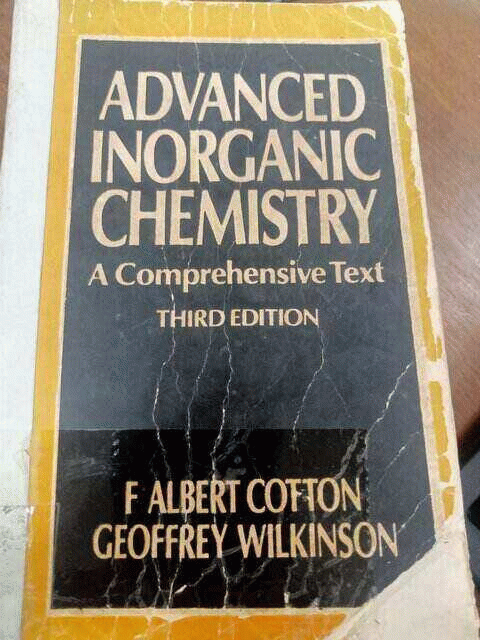 ADVANCED
INORGANIC
CHEMISTRY
A Comprehensive Text
THIRD EDITION
F ALBERT COTTON
GEOFFREY WILKINSON